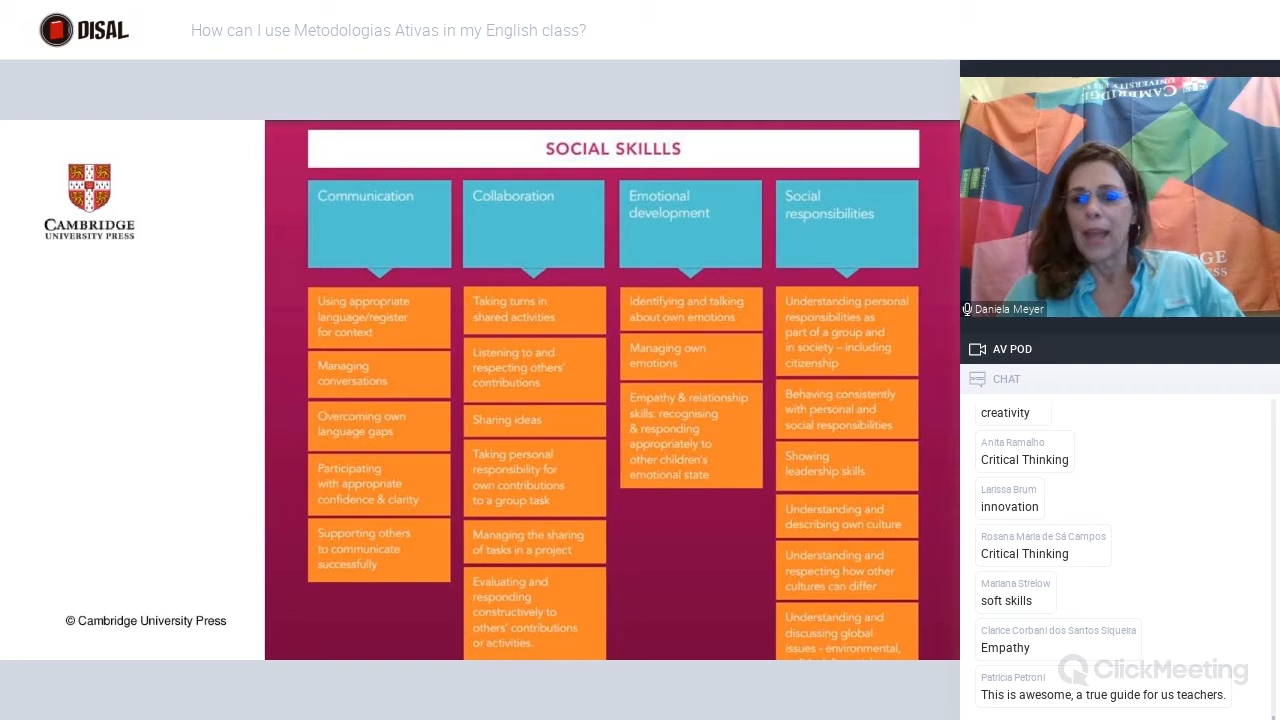 DISAL
How can I use Metodologias Ativas in my English class?
CAMBRIDGE
UNIVERSITY PRESS
© Cambridge University Press
SOCIAL SKILLLS
Communication
Using appropriate
language/register
for context
Managing
conversations
Overcoming own
language gaps
Participating
with appropriate
confidence & clarity
Supporting others
to communicate
successfully
Collaboration
Taking turns in
shared activities
Listening to and
respecting others'
contributions
Sharing ideas
Taking personal
responsibility for
own contributions
to a group task
Managing the sharing
of tasks in a project
Evaluating and
responding
constructively to
others' contributions
or activities.
Emotional
development
Identifying and talking
about own emotions
Managing own
emotions
Empathy & relationship
skills: recognising
& responding
appropriately to
other children's
emotional state
Social
responsibilities
Understanding personal
responsibilities as
part of a group and
in society – including
citizenship
Behaving consistently
with personal and
social responsibilities
Showing
leadership skills
Understanding and
describing own culture
Understanding and
respecting how other
cultures can differ
Understanding and
discussing global
issues - environmental,
CAMBRIDGE
Daniela Meyer
AV POD
CHAT
creativity
Anita Ramalho
Critical Thinking
Larissa Brum
innovation
Rosana Maria de Sá Campos
Critical Thinking
Mariana Strelow
soft skills
Clarice Corbani dos Santos Siqueira
Empathy
Patrícia Petroni
This is awesome, a true guide for us teachers.
ClickMeeting